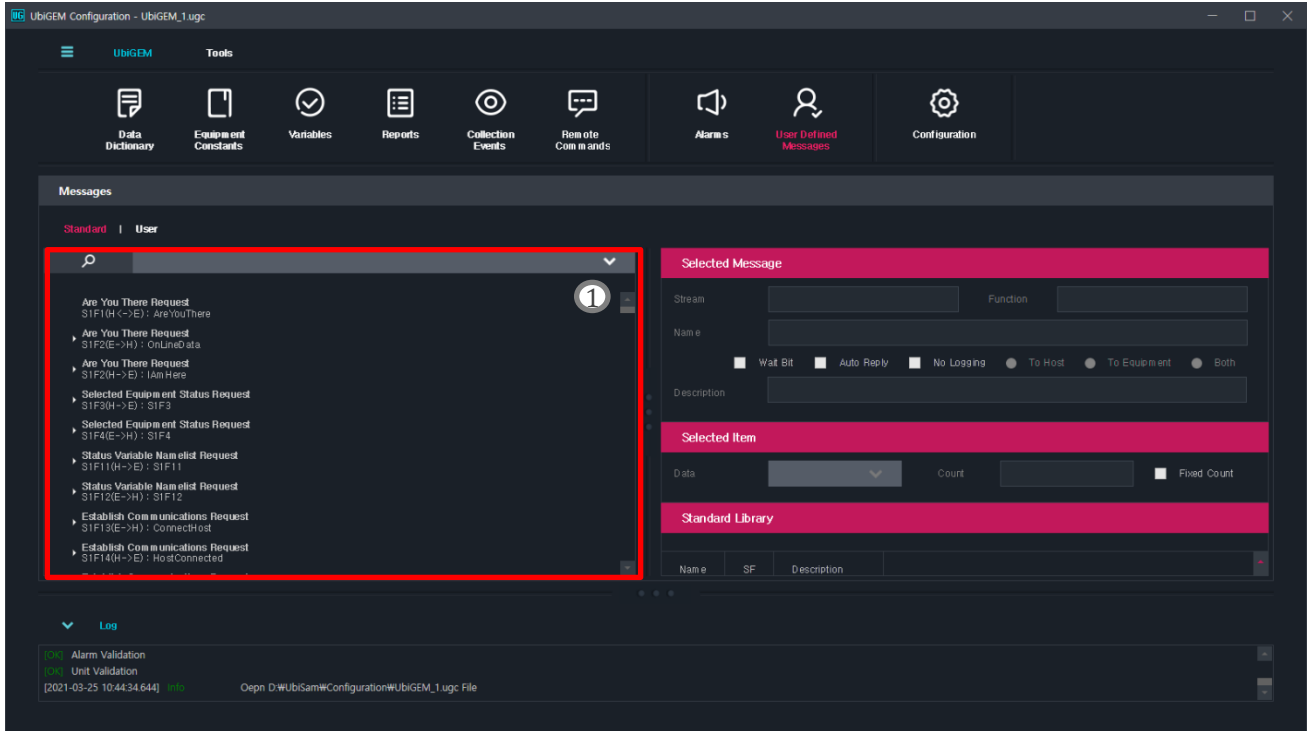 UG UbiGEM Configuration - UbiGEM_1.ugc
UbiGEM Tools
Data Dictionary
Equipment Constants
Variables
Reports
Collection Events
Remote Commands
Alarms
User Defined Messages
Configuration
Messages
Standard | User
1
Are You There Request
S1F1(H<->E) : AreYouThere
Are You There Request
S1F2(E->H) : OnLineData
Are You There Request
S1F2(H->E) : IAmHere
Selected Equipment Status Request
S1F3(H->E) : S1F3
Selected Equipment Status Request
S1F4(E->H) : S1F4
Status Variable Namelist Request
S1F11(H->E) : S1F11
Status Variable Namelist Request
S1F12(E->H) : S1F12
Establish Communications Request
S1F13(E->H) : ConnectHost
Establish Communications Request
S1F14(H->E) : HostConnected
Selected Message
Stream Function
Name
Wait Bit Auto Reply No Logging To Host To Equipment Both
Description
Selected Item
Data Count Fixed Count
Standard Library
Name SF Description
Log
[OK] Alarm Validation
[OK] Unit Validation
[2021-03-25 10:44:34.644] Info Oepn D:₩UbiSam₩Configuration₩UbiGEM_1.ugc File